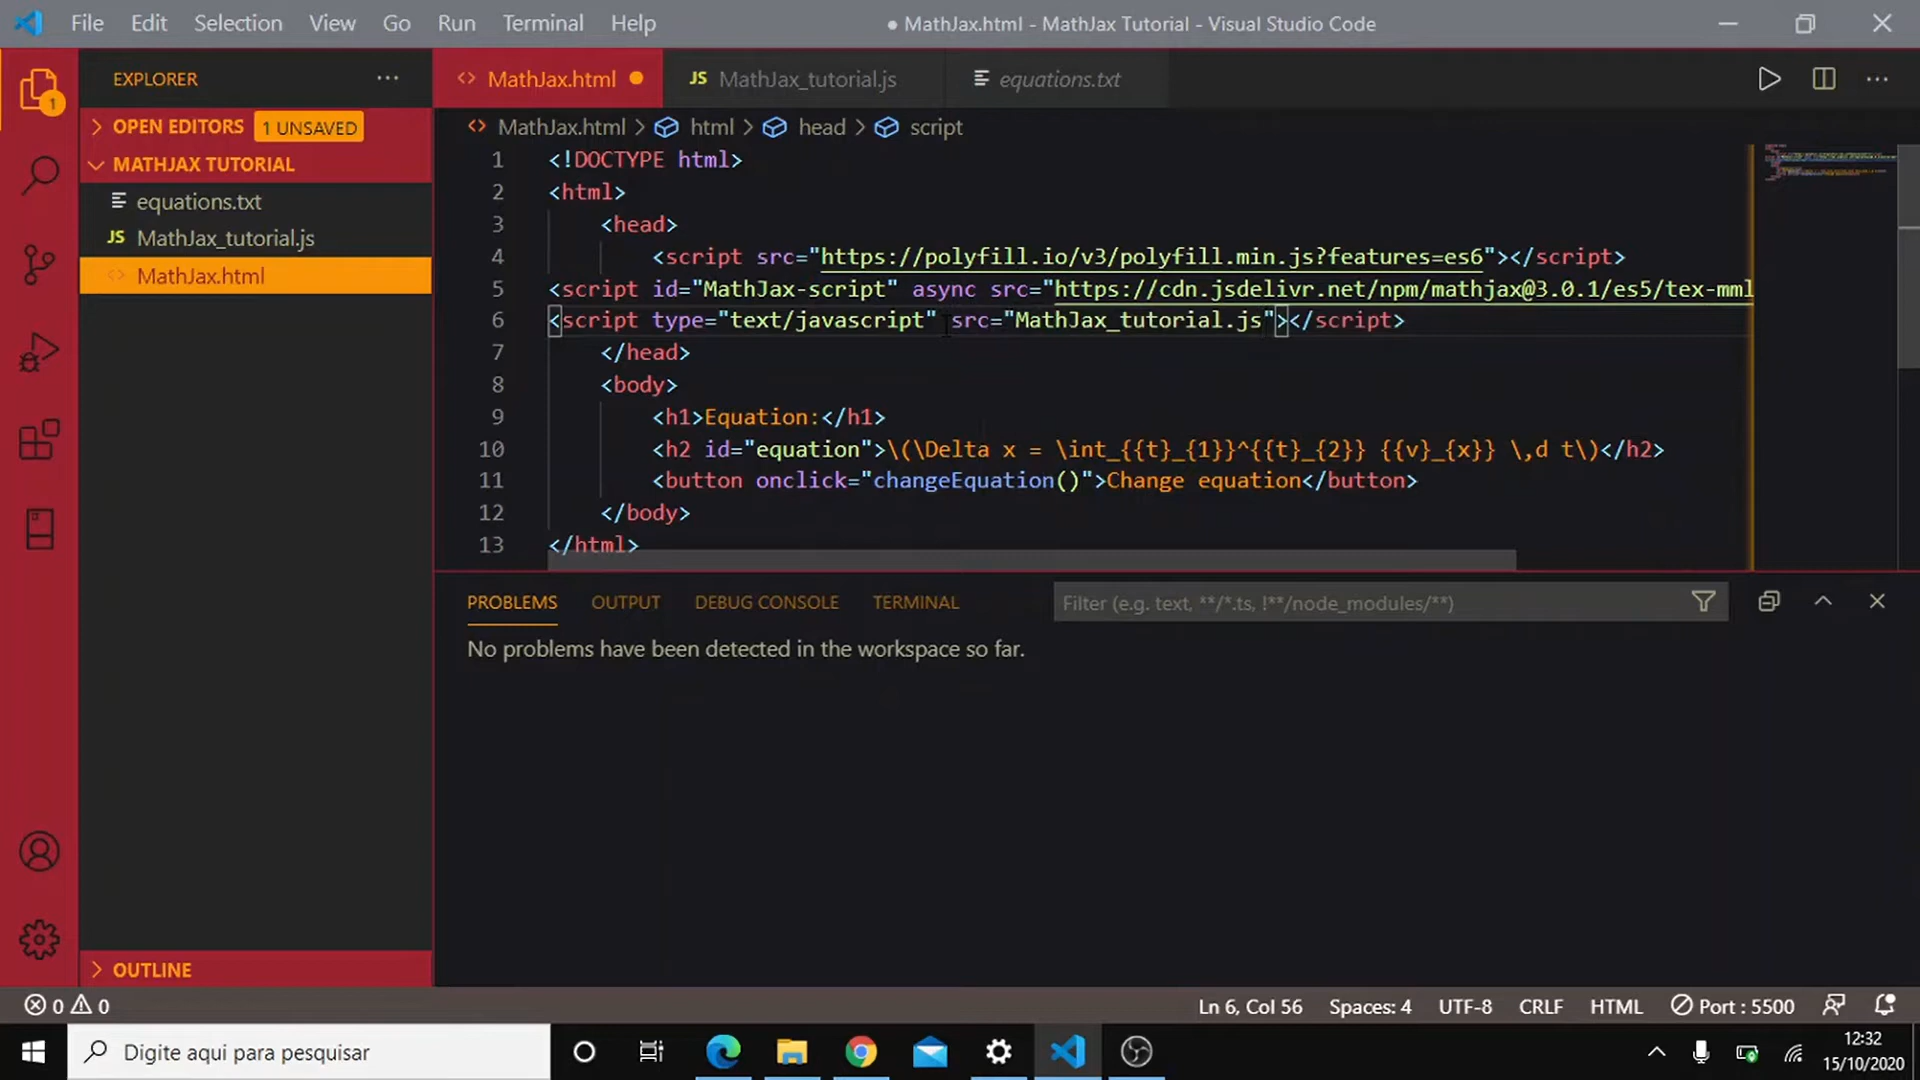 File Edit Selection View Go Run Terminal Help ● MathJax.html - MathJax Tutorial - Visual Studio Code
EXPLORER ··· <> MathJax.html ● JS MathJax_tutorial.js equations.txt ···
1
OPEN EDITORS 1 UNSAVED
MATHJAX TUTORIAL
equations.txt
JS MathJax_tutorial.js
<> MathJax.html
OUTLINE
<> MathJax.html > html > head > script
1 <!DOCTYPE html>
2 <html>
3 <head>
4 <script src="https://polyfill.io/v3/polyfill.min.js?features=es6"></script>
5 <script id="MathJax-script" async src="https://cdn.jsdelivr.net/npm/mathjax@3.0.1/es5/tex-mml
6 <script type="text/javascript" src="MathJax_tutorial.js"></script>
7 </head>
8 <body>
9 <h1>Equation:</h1>
10 <h2 id="equation">\(\Delta x = \int_{{t}_{1}}^{{t}_{2}} {{v}_{x}} \,d t\)</h2>
11 <button onclick="changeEquation()">Change equation</button>
12 </body>
13 </html>
PROBLEMS OUTPUT DEBUG CONSOLE TERMINAL Filter (e.g. text, **/*.ts, !**/node_modules/**)
No problems have been detected in the workspace so far.
0 0 Ln 6, Col 56 Spaces: 4 UTF-8 CRLF HTML Port : 5500
Digite aqui para pesquisar
12:32
15/10/2020